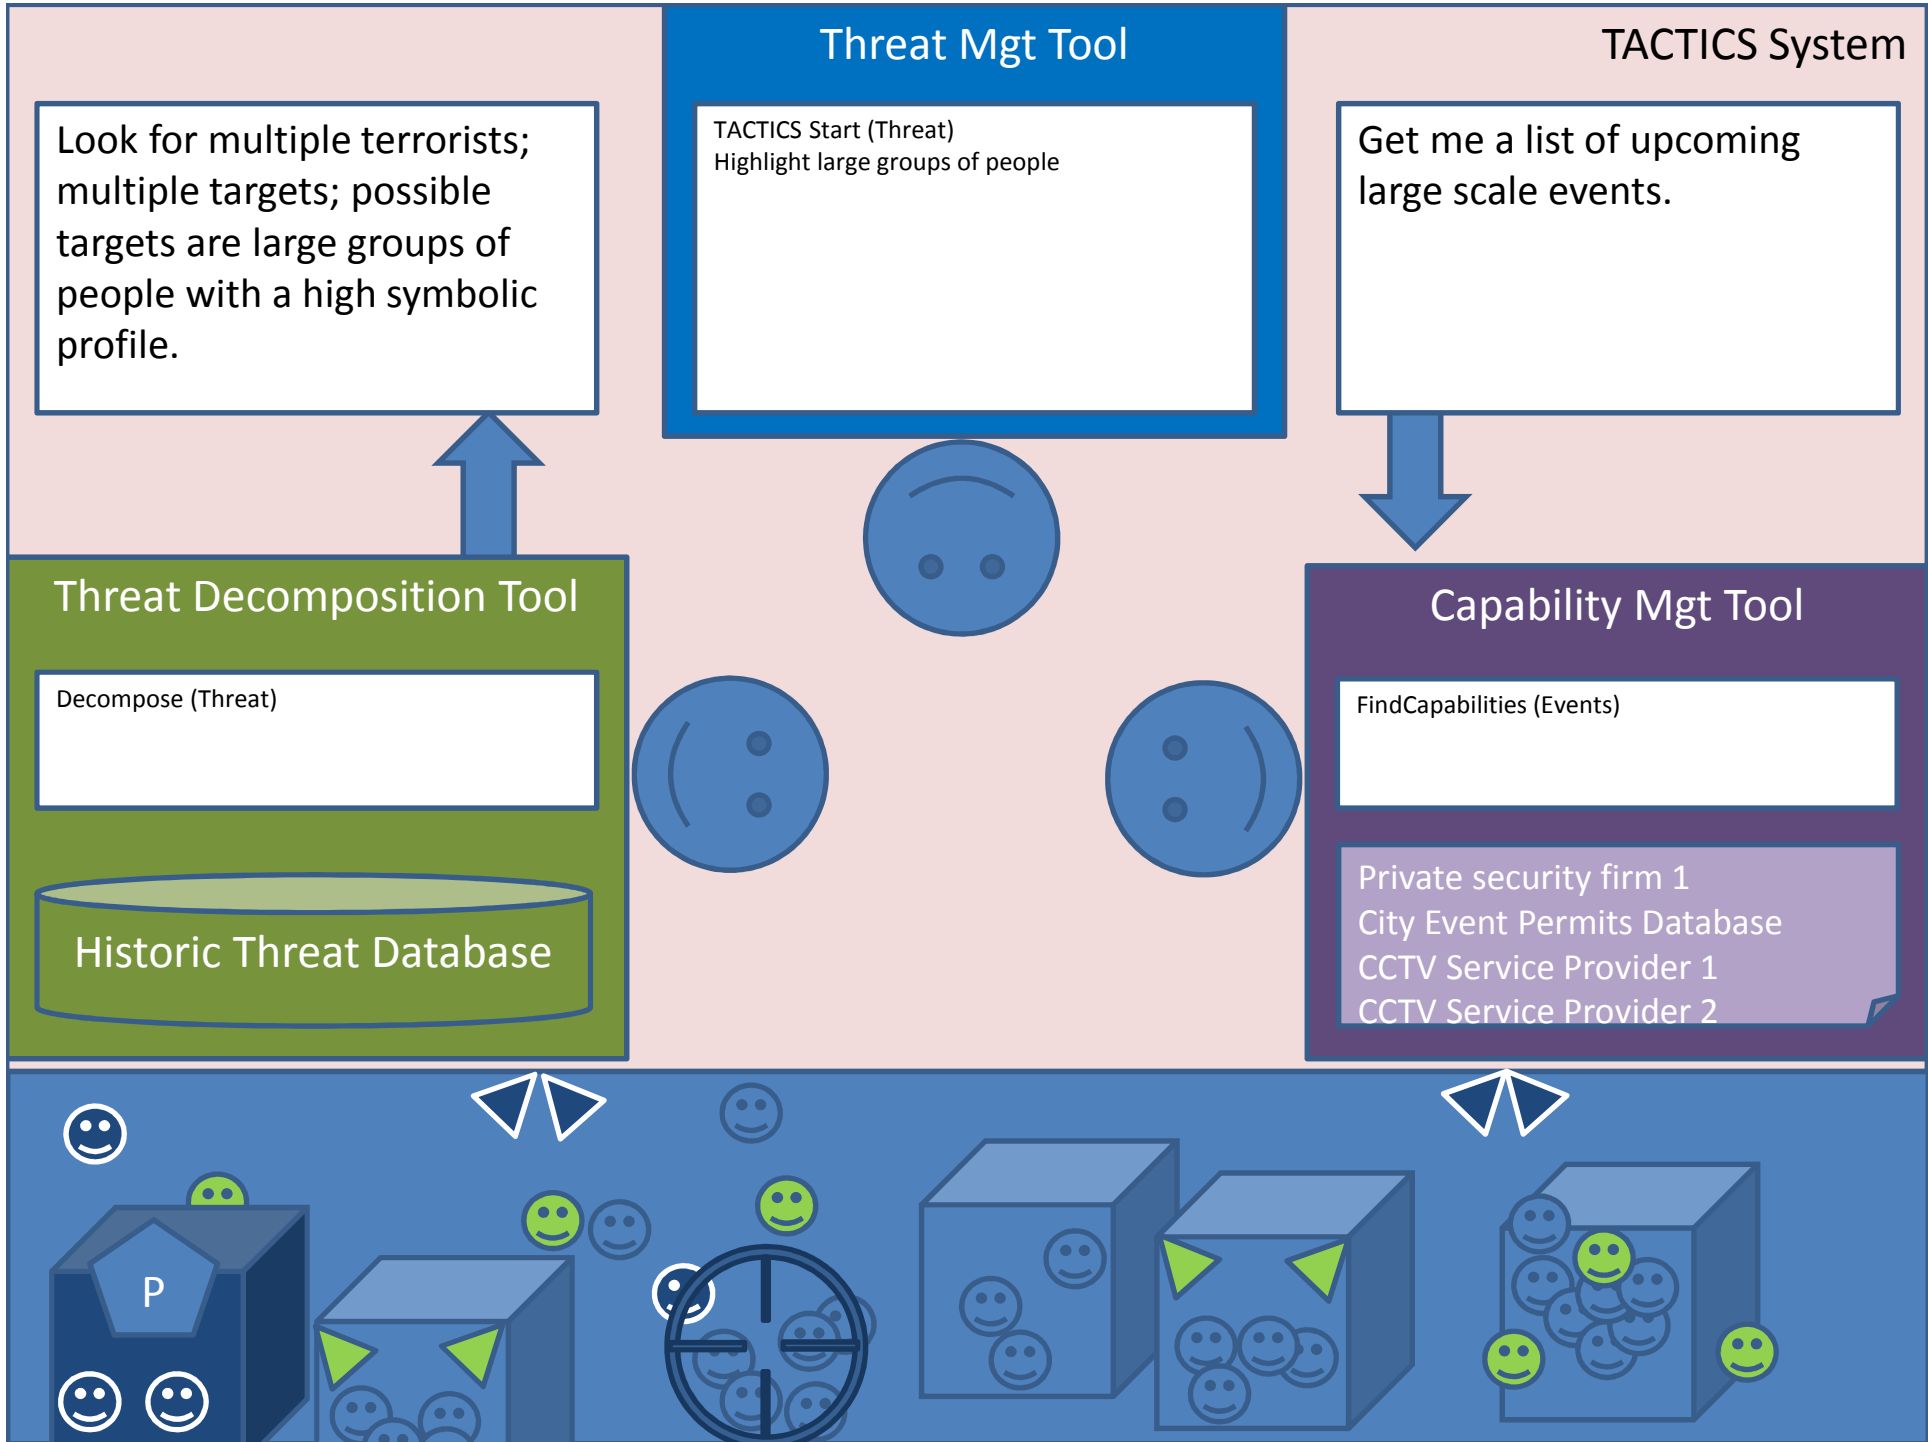 Threat Mgt Tool
TACTICS System
Look for multiple terrorists;
multiple targets; possible
targets are large groups of
people with a high symbolic
profile.
TACTICS Start (Threat)
Highlight large groups of people
Get me a list of upcoming
large scale events.
Threat Decomposition Tool
Decompose (Threat)
Historic Threat Database
Capability Mgt Tool
FindCapabilities (Events)
Private security firm 1
City Event Permits Database
CCTV Service Provider 1
CCTV Service Provider 2
P